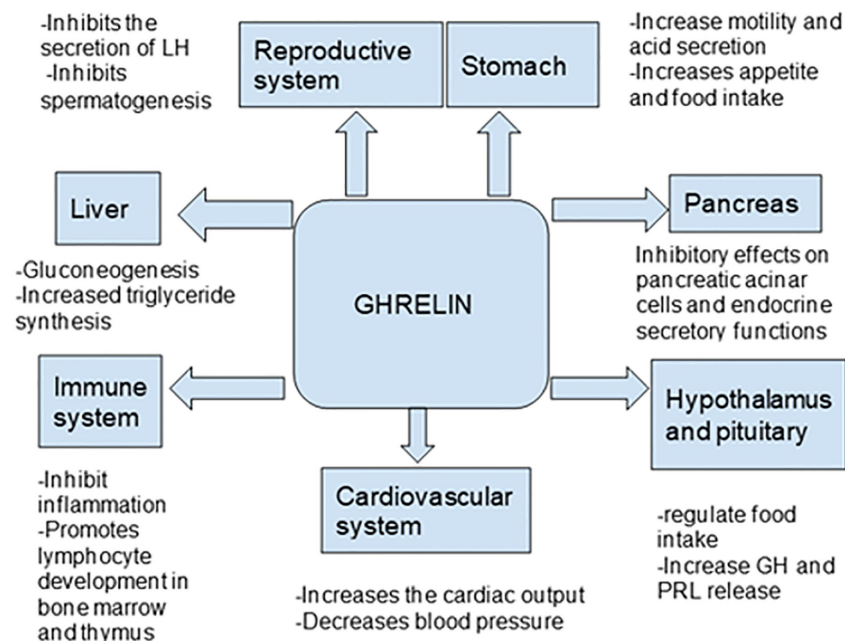 -Inhibits the
secretion of LH
-Inhibits
spermatogenesis
Reproductive
system
Stomach
-Increase motility and
acid secretion
-Increases appetite
and food intake
Liver
-Gluconeogenesis
-Increased triglyceride
synthesis
GHRELIN
Pancreas
Inhibitory effects on
pancreatic acinar
cells and endocrine
secretory functions
Immune
system
-Inhibit
inflammation
-Promotes
lymphocyte
development in
bone marrow
and thymus
Cardiovascular
system
-Increases the cardiac output
-Decreases blood pressure
Hypothalamus
and pituitary
-regulate food
intake
-Increase GH and
PRL release